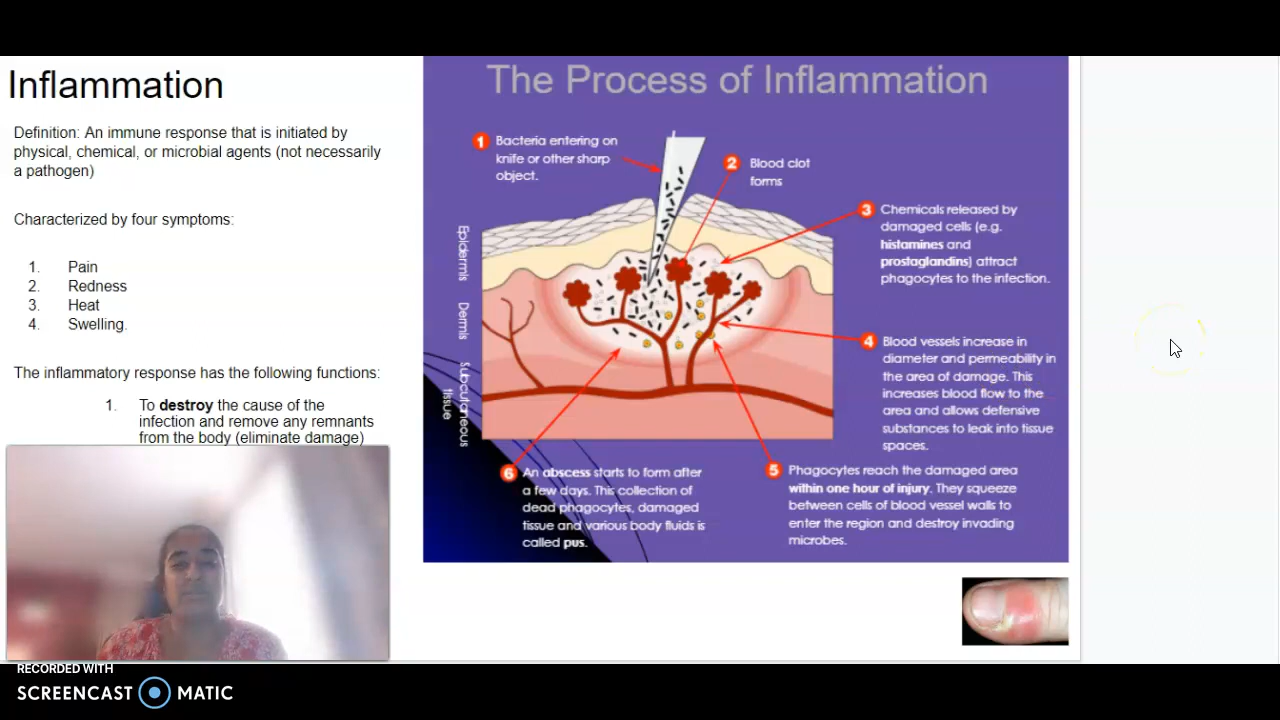 Inflammation
Definition: An immune response that is initiated by
physical, chemical, or microbial agents (not necessarily
a pathogen)
Characterized by four symptoms:
1. Pain
2. Redness
3. Heat
4. Swelling.
The inflammatory response has the following functions:
1. To destroy the cause of the
infection and remove any remnants
from the body (eliminate damage)
The Process of Inflammation
1 Bacteria entering on
knife or other sharp
object.
2 Blood clot
forms
3 Chemicals released by
damaged cells (e.g.
histamines and
prostaglandins) attract
phagocytes to the infection.
4 Blood vessels increase in
diameter and permeability in
the area of damage. This
increases blood flow to the
area and allows defensive
substances to leak into tissue
spaces.
5 Phagocytes reach the damaged area
within one hour of injury. They squeeze
between cells of blood vessel walls to
enter the region and destroy invading
microbes.
6 An abscess starts to form after
a few days. This collection of
dead phagocytes, damaged
tissue and various body fluids is
called pus.
Epidermis
Dermis
Subcutaneous
tissue
RECORDED WITH
SCREENCAST MATIC